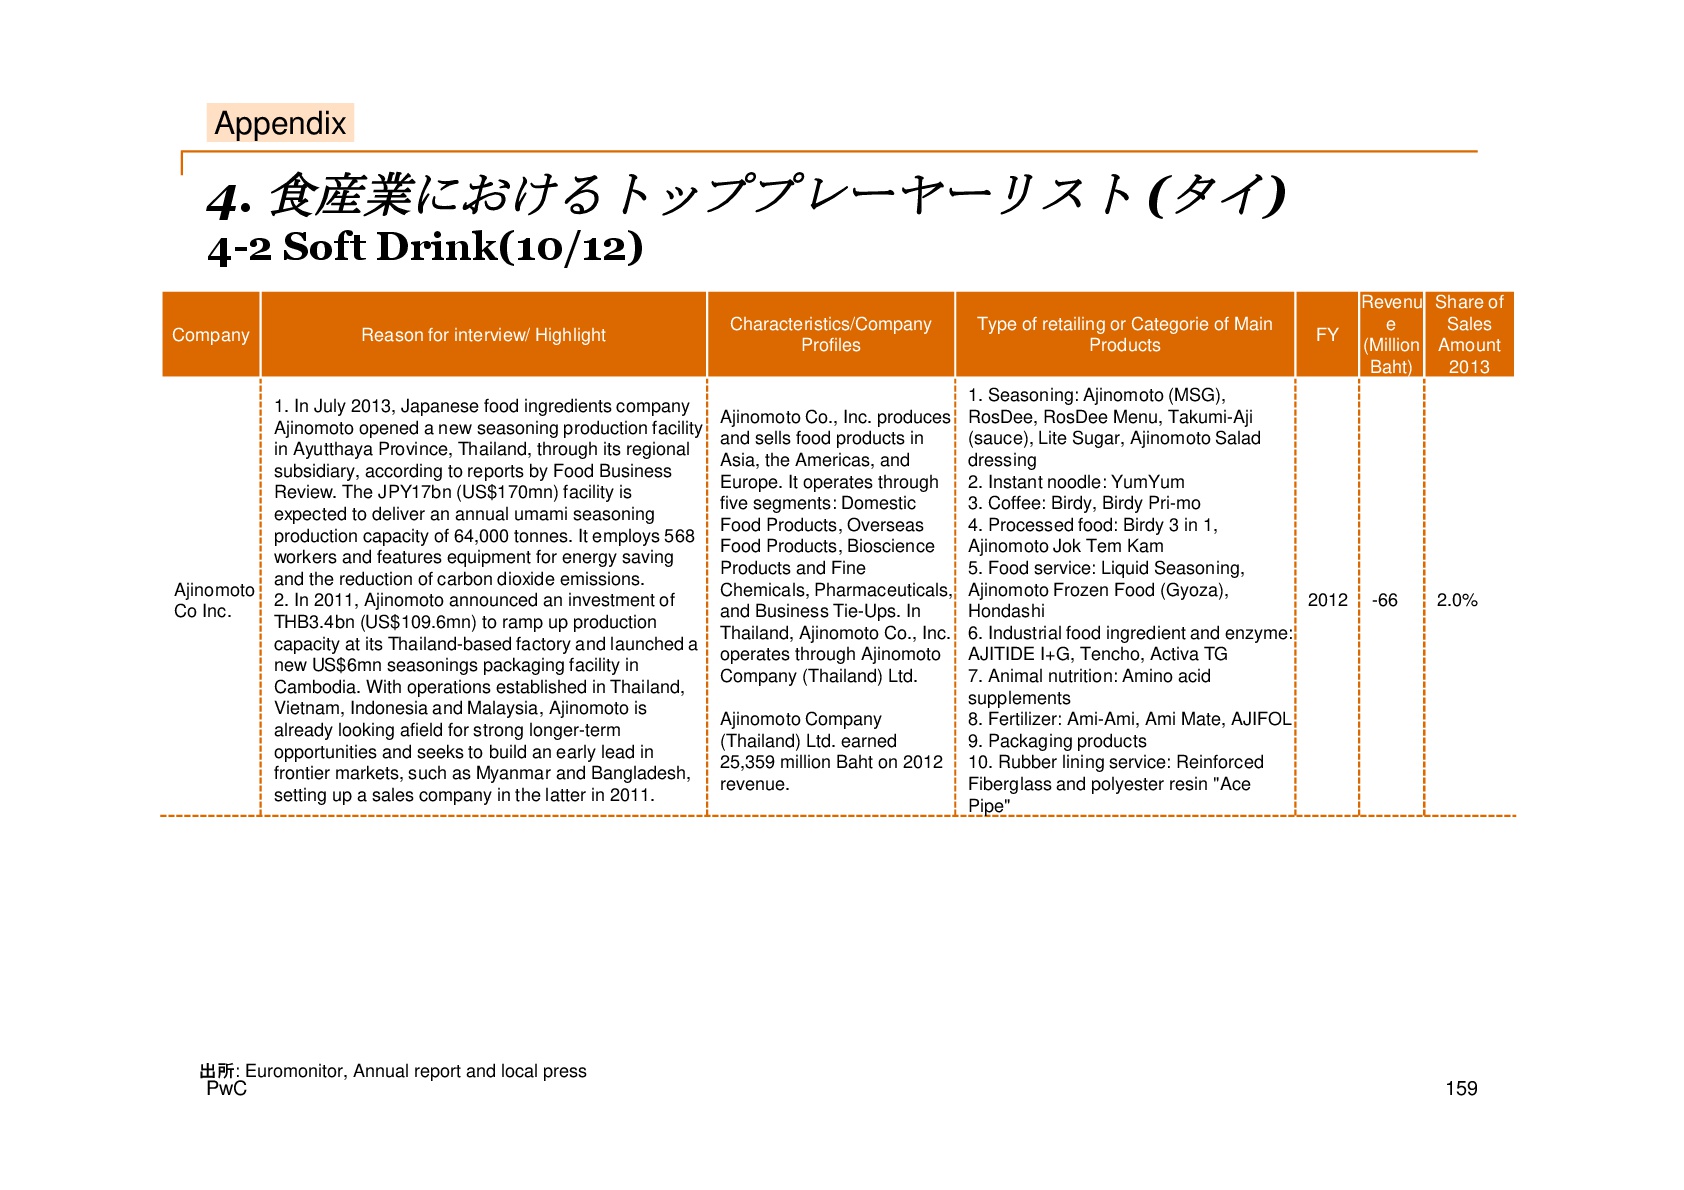 Appendix
4. 食産業におけるトッププレーヤーリスト(タイ)
4-2 Soft Drink(10/12)
Company
Reason for interview/ Highlight
Characteristics/Company
Profiles
Type of retailing or Categorie of Main
Products
FY
Revenu
e
(Million
Baht)
Share of
Sales
Amount
2013
Ajinomoto
Co Inc.
1. In July 2013, Japanese food ingredients company
Ajinomoto opened a new seasoning production facility
in Ayutthaya Province, Thailand, through its regional
subsidiary, according to reports by Food Business
Review. The JPY17bn (US$170mn) facility is
expected to deliver an annual umami seasoning
production capacity of 64,000 tonnes. It employs 568
workers and features equipment for energy saving
and the reduction of carbon dioxide emissions.
2. In 2011, Ajinomoto announced an investment of
THB3.4bn (US$109.6mn) to ramp up production
capacity at its Thailand-based factory and launched a
new US$6mn seasonings packaging facility in
Cambodia. With operations established in Thailand,
Vietnam, Indonesia and Malaysia, Ajinomoto is
already looking afield for strong longer-term
opportunities and seeks to build an early lead in
frontier markets, such as Myanmar and Bangladesh,
setting up a sales company in the latter in 2011.
Ajinomoto Co., Inc. produces
and sells food products in
Asia, the Americas, and
Europe. It operates through
five segments: Domestic
Food Products, Overseas
Food Products, Bioscience
Products and Fine
Chemicals, Pharmaceuticals,
and Business Tie-Ups. In
Thailand, Ajinomoto Co., Inc.
operates through Ajinomoto
Company (Thailand) Ltd.
Ajinomoto Company
(Thailand) Ltd. earned
25,359 million Baht on 2012
revenue.
1. Seasoning: Ajinomoto (MSG),
RosDee, RosDee Menu, Takumi-Aji
(sauce), Lite Sugar, Ajinomoto Salad
dressing
2. Instant noodle: YumYum
3. Coffee: Birdy, Birdy Pri-mo
4. Processed food: Birdy 3 in 1,
Ajinomoto Jok Tem Kam
5. Food service: Liquid Seasoning,
Ajinomoto Frozen Food (Gyoza),
Hondashi
6. Industrial food ingredient and enzyme:
AJITIDE I+G, Tencho, Activa TG
7. Animal nutrition: Amino acid
supplements
8. Fertilizer: Ami-Ami, Ami Mate, AJIFOL
9. Packaging products
10. Rubber lining service: Reinforced
Fiberglass and polyester resin "Ace
Pipe"
2012
-66
2.0%
出所: Euromonitor, Annual report and local press
PwC
159